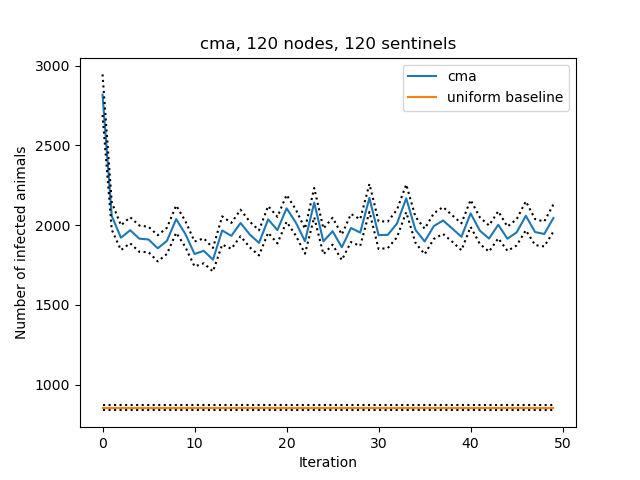 cma, 120 nodes, 120 sentinels
cma
uniform baseline
Number of infected animals
3000
2500
2000
1500
1000
0 10 20 30 40 50
Iteration